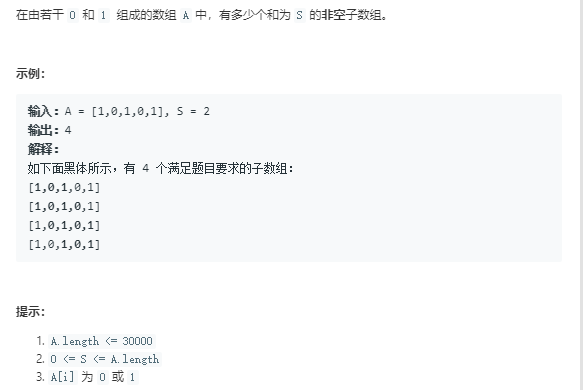 在由若干 0 和 1 组成的数组 A 中，有多少个和为 S 的非空子数组。
示例：
输入：A = [1,0,1,0,1], S = 2
输出：4
解释：
如下面黑体所示，有 4 个满足题目要求的子数组：
[1,0,1,0,1]
[1,0,1,0,1]
[1,0,1,0,1]
[1,0,1,0,1]
提示：
1. A.length <= 30000
2. 0 <= S <= A.length
3. A[i] 为 0 或 1